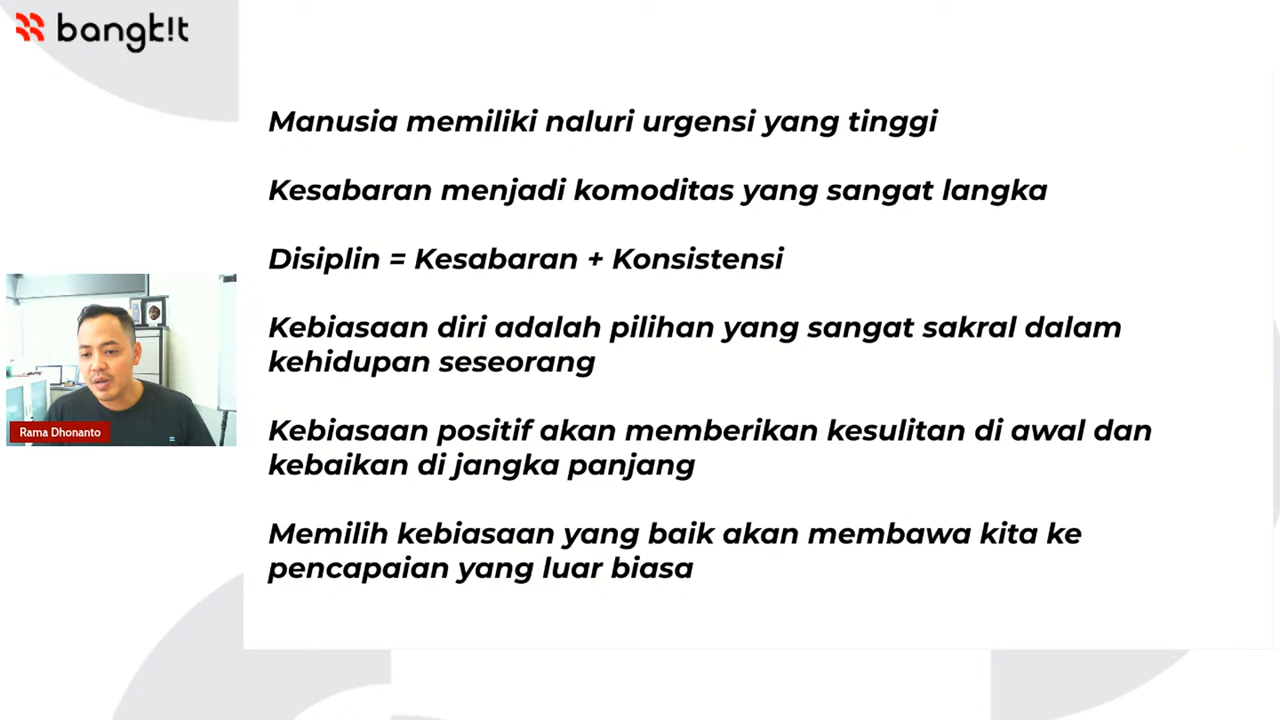 bangk!t
Manusia memiliki naluri urgensi yang tinggi
Kesabaran menjadi komoditas yang sangat langka
Disiplin = Kesabaran + Konsistensi
Kebiasaan diri adalah pilihan yang sangat sakral dalam
kehidupan seseorang
Rama Dhonanto
Kebiasaan positif akan memberikan kesulitan di awal dan
kebaikan di jangka panjang
Memilih kebiasaan yang baik akan membawa kita ke
pencapaian yang luar biasa